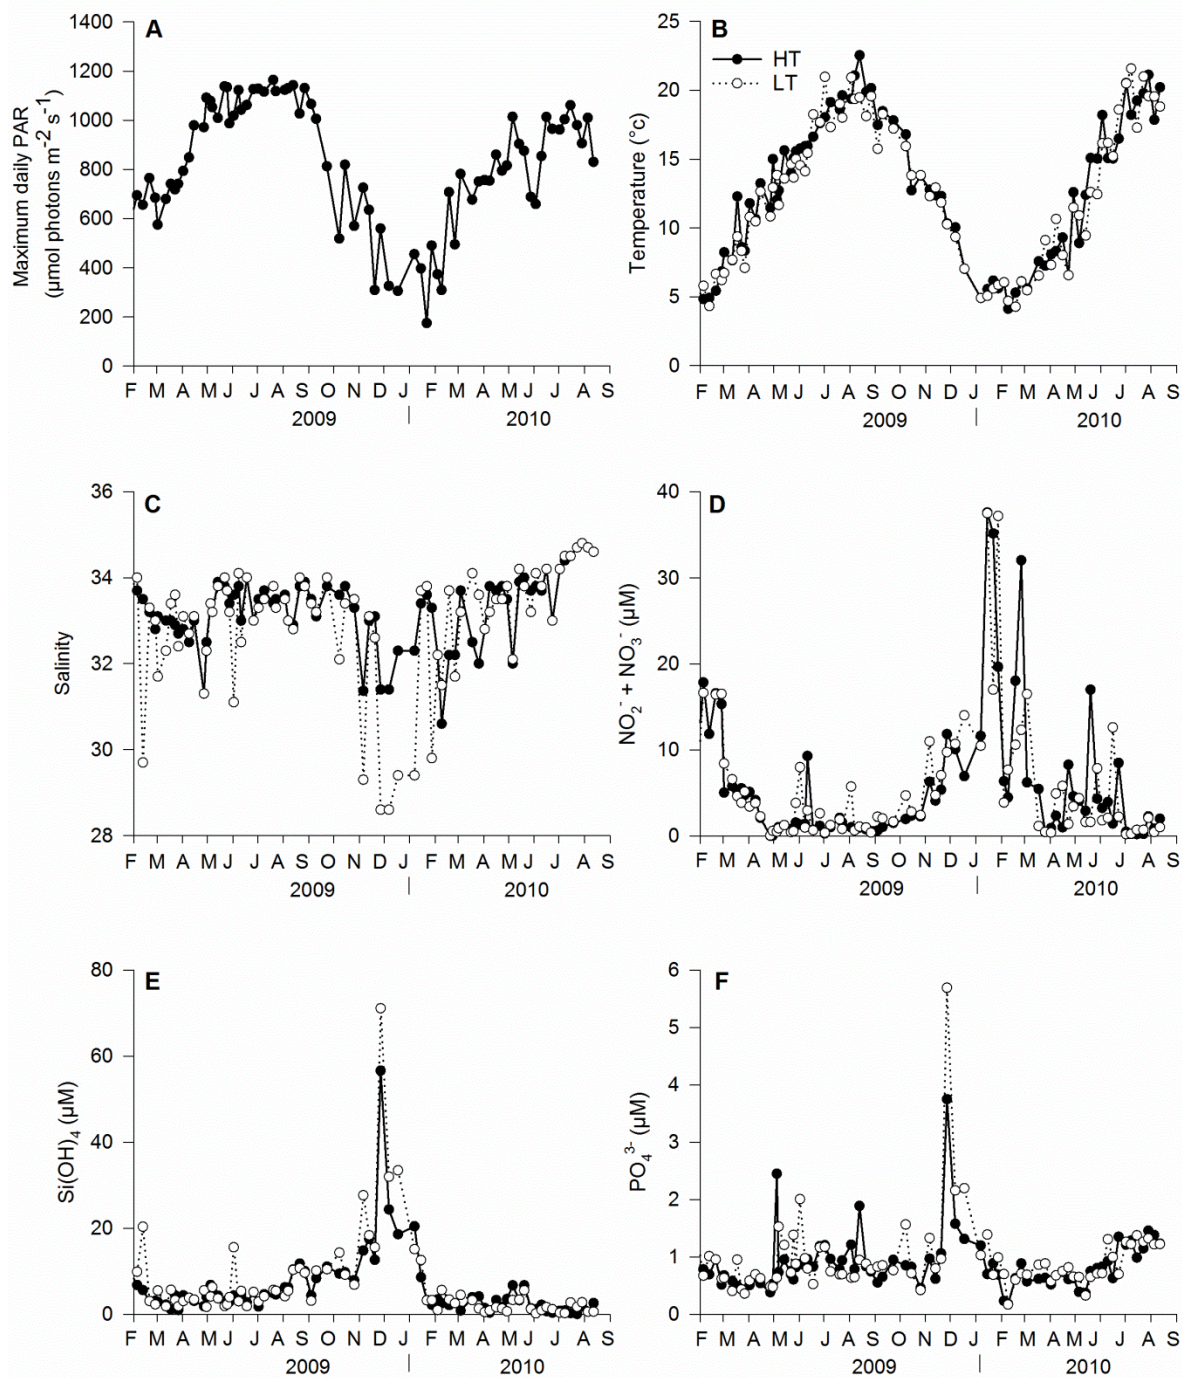 A
Maximum daily PAR
(µmol photons m-2 s-1)
1400
1200
1000
800
600
400
200
0
F M A M J J A S O N D J F M A M J J A S
2009 | 2010
B
HT
LT
Temperature (°c)
25
20
15
10
5
0
F M A M J J A S O N D J F M A M J J A S
2009 | 2010
C
Salinity
36
34
32
30
28
F M A M J J A S O N D J F M A M J J A S
2009 | 2010
D
NO2- + NO3- (µM)
40
30
20
10
0
F M A M J J A S O N D J F M A M J J A S
2009 | 2010
E
Si(OH)4 (µM)
80
60
40
20
0
F M A M J J A S O N D J F M A M J J A S
2009 | 2010
F
PO43- (µM)
6
5
4
3
2
1
0
F M A M J J A S O N D J F M A M J J A S
2009 | 2010